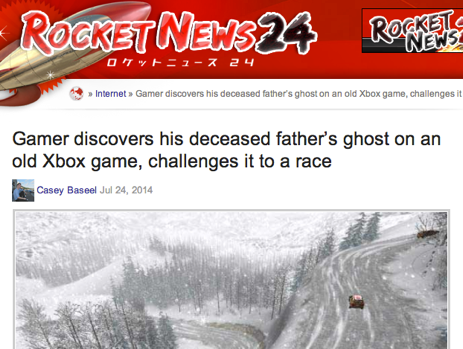 ROCKET NEWS 24
ロケットニュース 24
ROCKET
NEWS
» Internet » Gamer discovers his deceased father's ghost on an old Xbox game, challenges it
Gamer discovers his deceased father's ghost on an
old Xbox game, challenges it to a race
Casey Baseel Jul 24, 2014